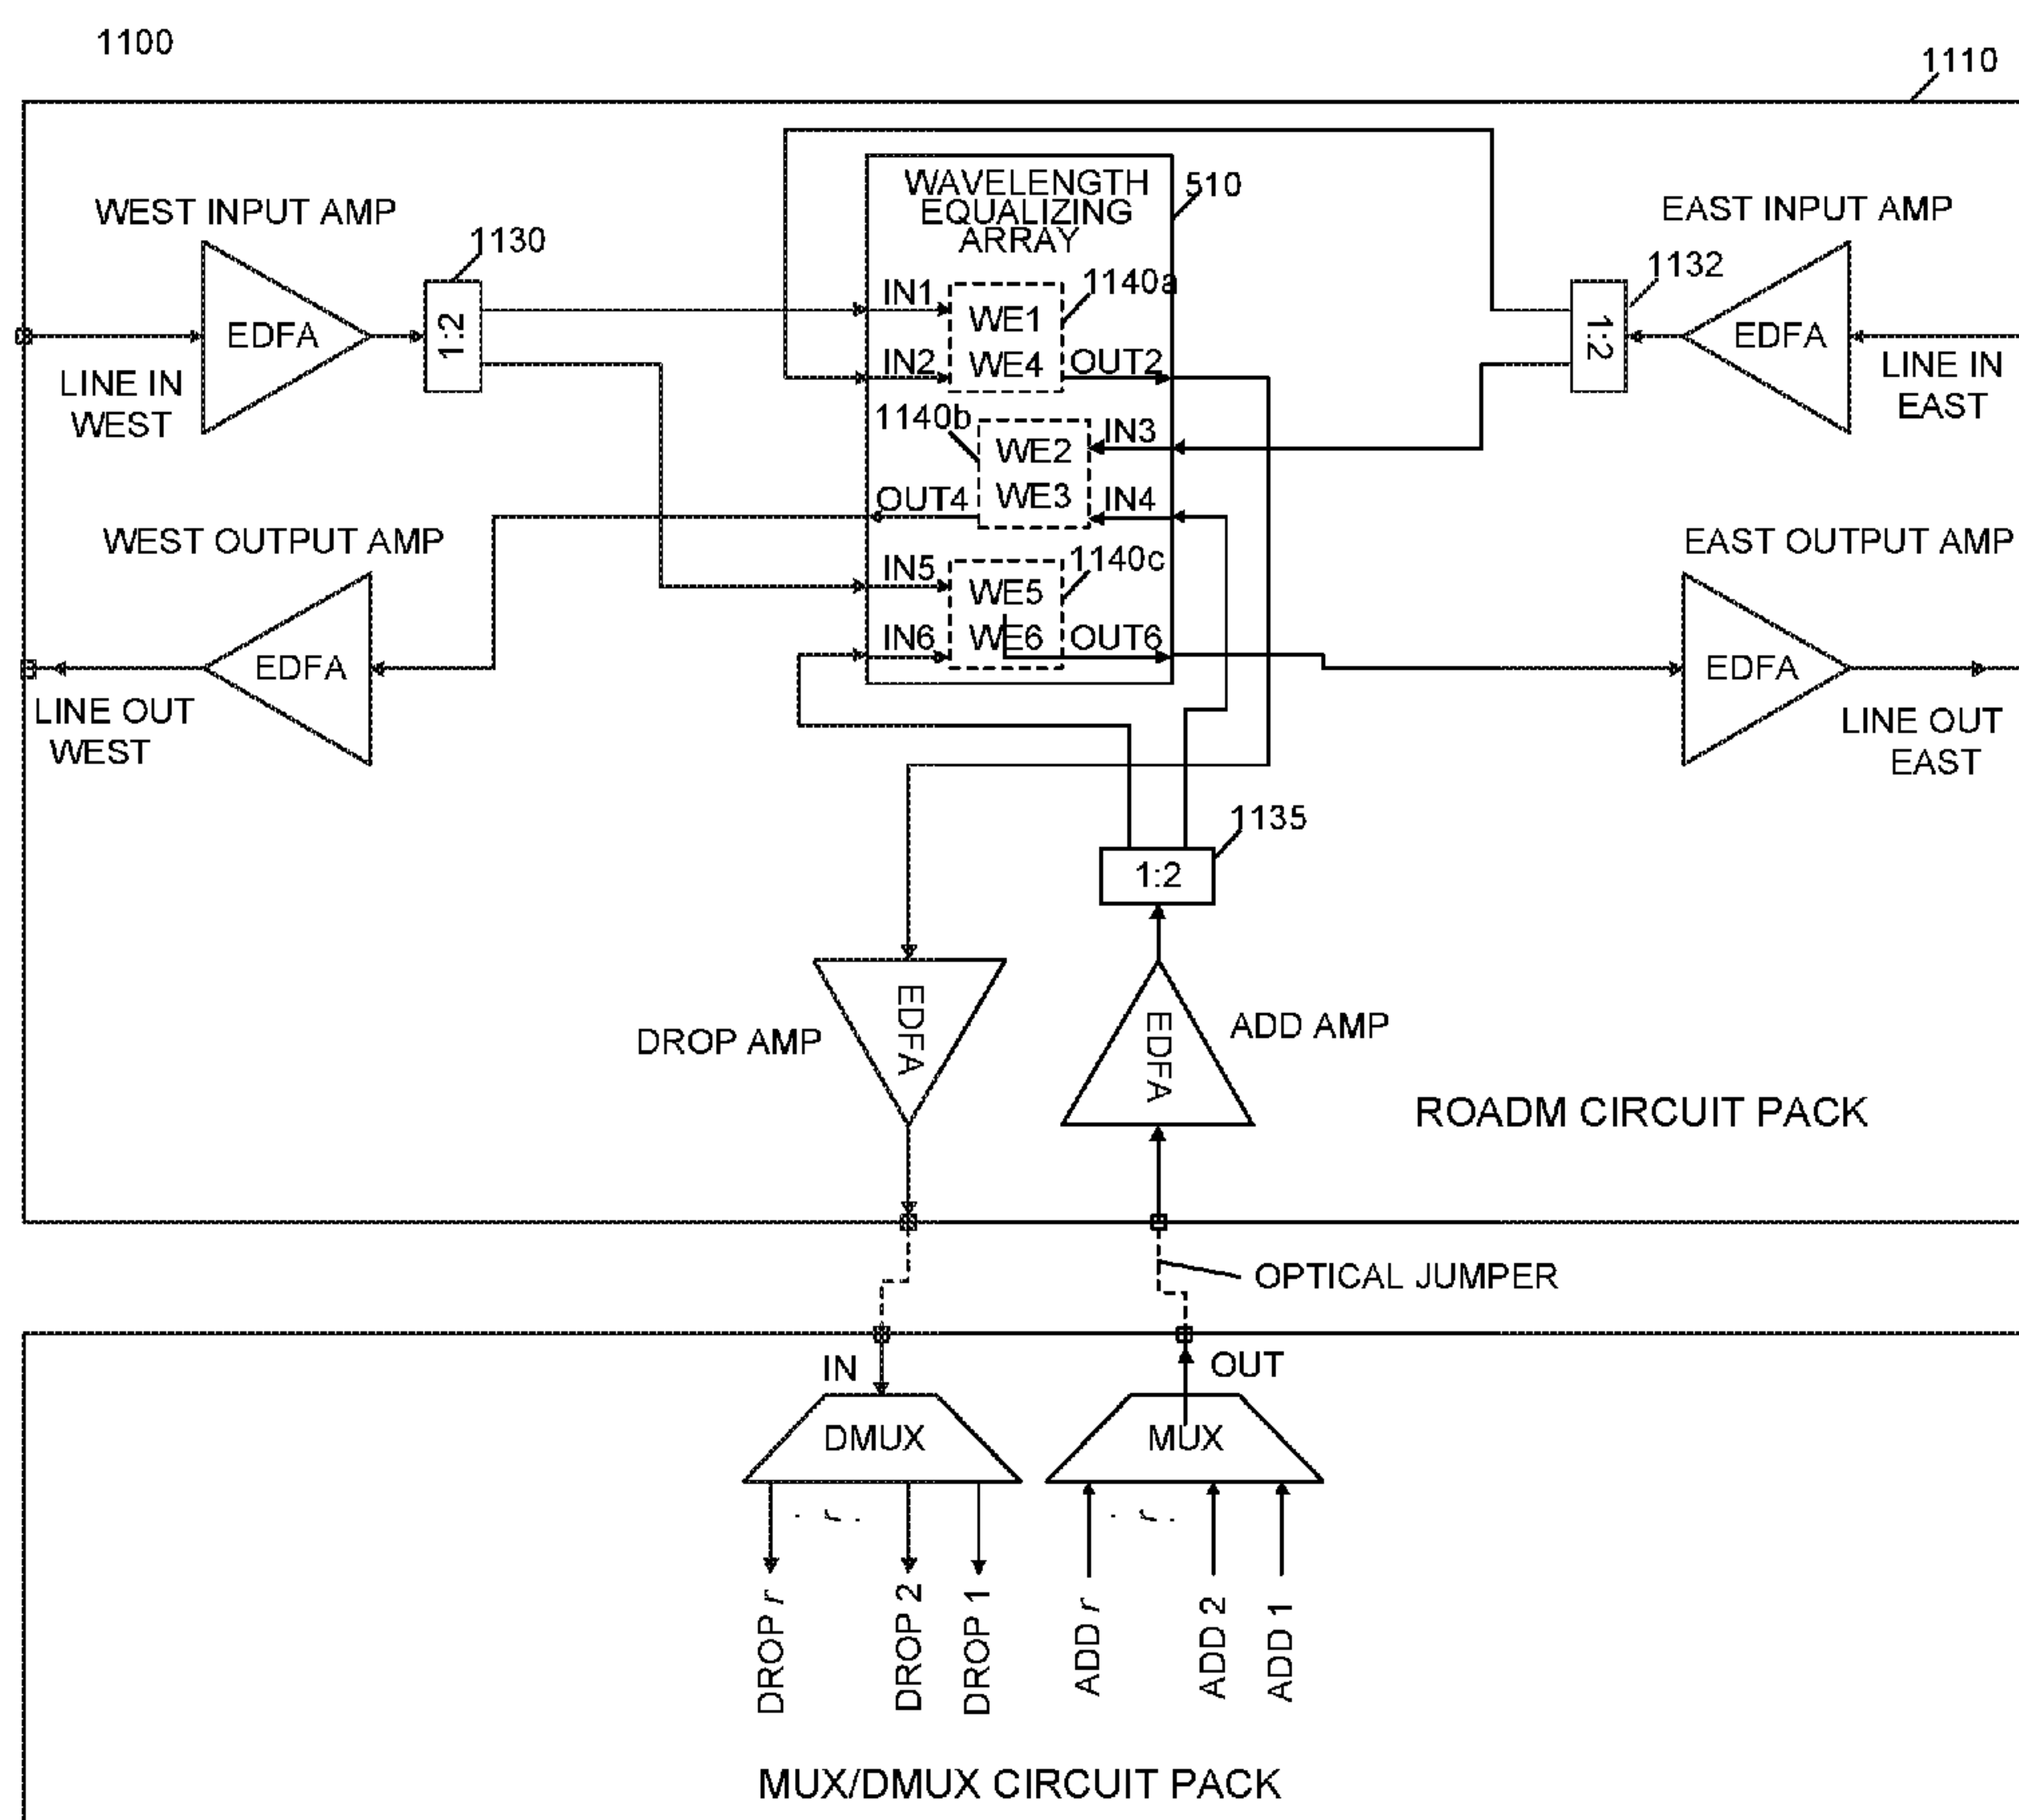 1100
1110
WAVELENGTH
EQUALIZING
ARRAY
510
WEST INPUT AMP
1130
EAST INPUT AMP
1132
1140a
IN1
WE1
EDFA
1:2
1:2
EDFA
IN2
WE4
OUT2
LINE IN
WEST
LINE IN
EAST
1140b
WE2
IN3
OUT4
WE3
IN4
WEST OUTPUT AMP
EAST OUTPUT AMP
1140c
IN5
WE5
IN6
WE6
OUT6
EDFA
EDFA
LINE OUT
WEST
LINE OUT
EAST
1135
1:2
DROP AMP
EDFA
EDFA
ADD AMP
ROADM CIRCUIT PACK
OPTICAL JUMPER
IN
OUT
DMUX
MUX
r
r
DROP r
DROP 2
DROP 1
ADD r
ADD 2
ADD 1
MUX/DMUX CIRCUIT PACK